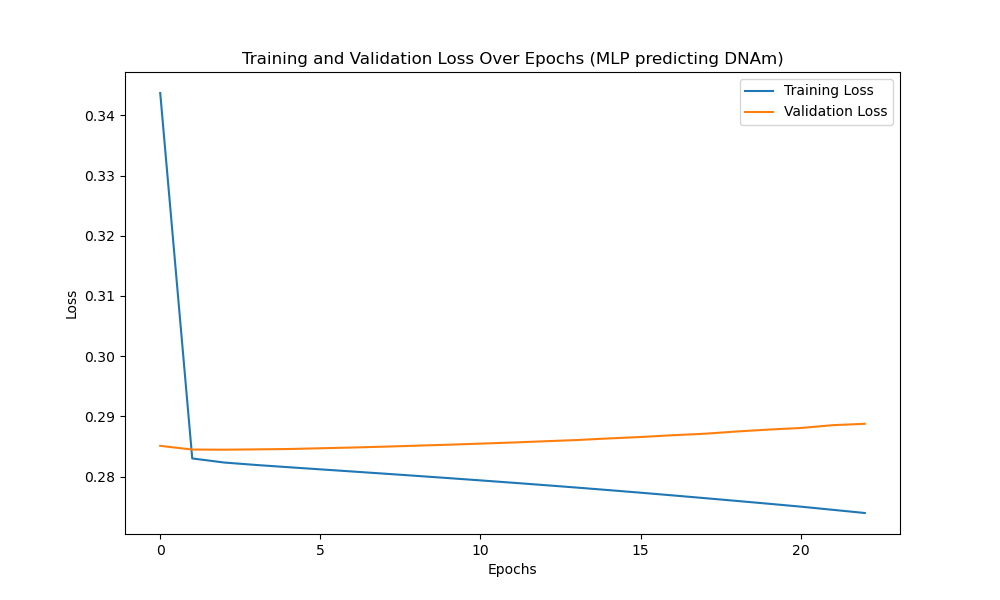 Training and Validation Loss Over Epochs (MLP predicting DNAm)
Training Loss
Validation Loss
0.34
0.33
0.32
0.31
0.30
0.29
0.28
Loss
0 5 10 15 20
Epochs